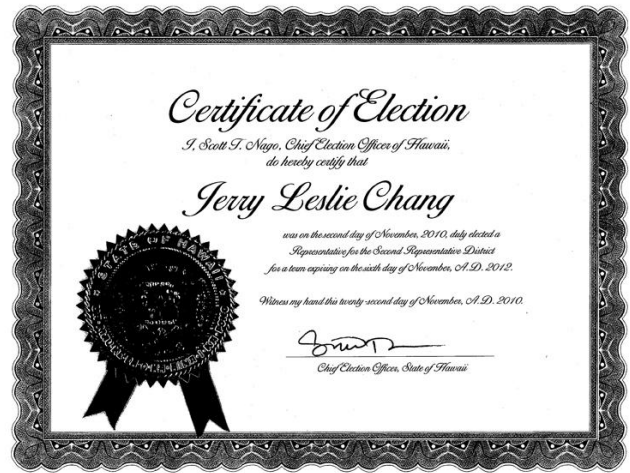 Certificate of Election
I, Scott T. Nago, Chief Election Officer of Hawaii,
do hereby certify that
Jerry Leslie Chang
was on the second day of November, 2010, duly elected a
Representative for the Second Representative District
for a term expiring on the sixth day of November, A.D. 2012.
Witness my hand this twenty-second day of November, A.D. 2010.
Chief Election Officer, State of Hawaii
STATE OF HAWAII